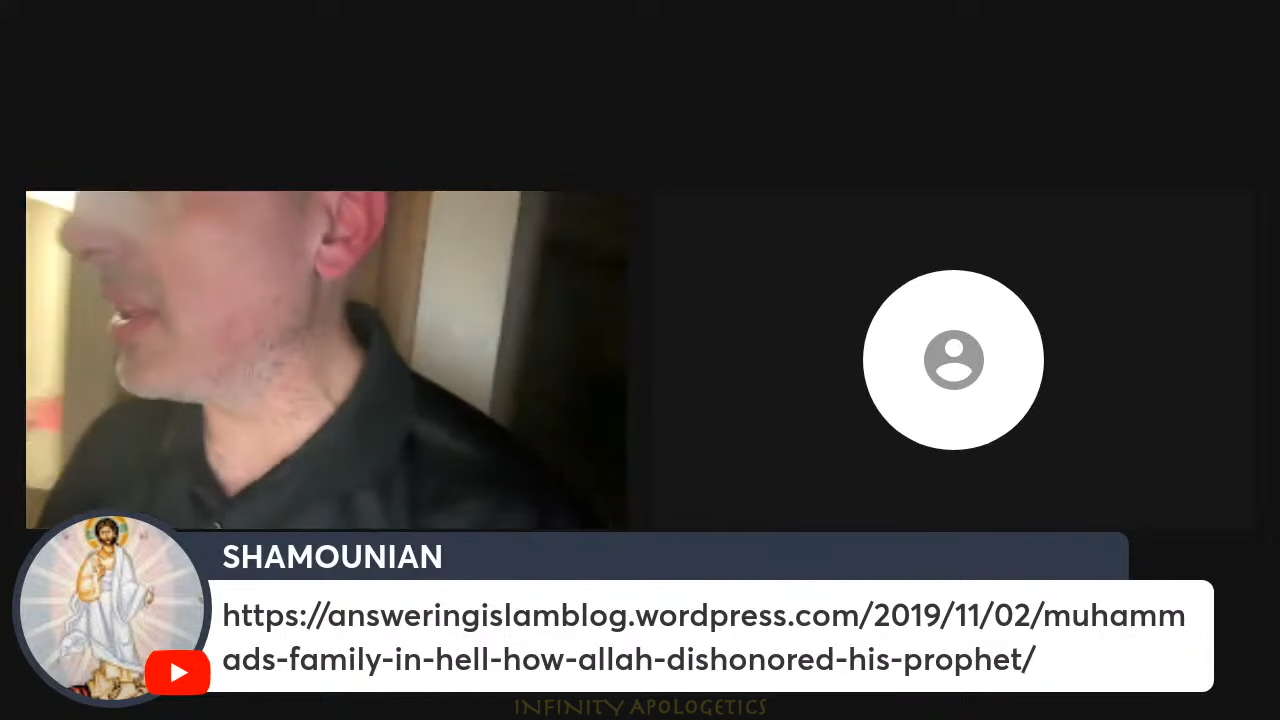 SHAMOUNIAN
https://answeringislamblog.wordpress.com/2019/11/02/muhamm
ads-family-in-hell-how-allah-dishonored-his-prophet/
INFINITY APOLOGETICS